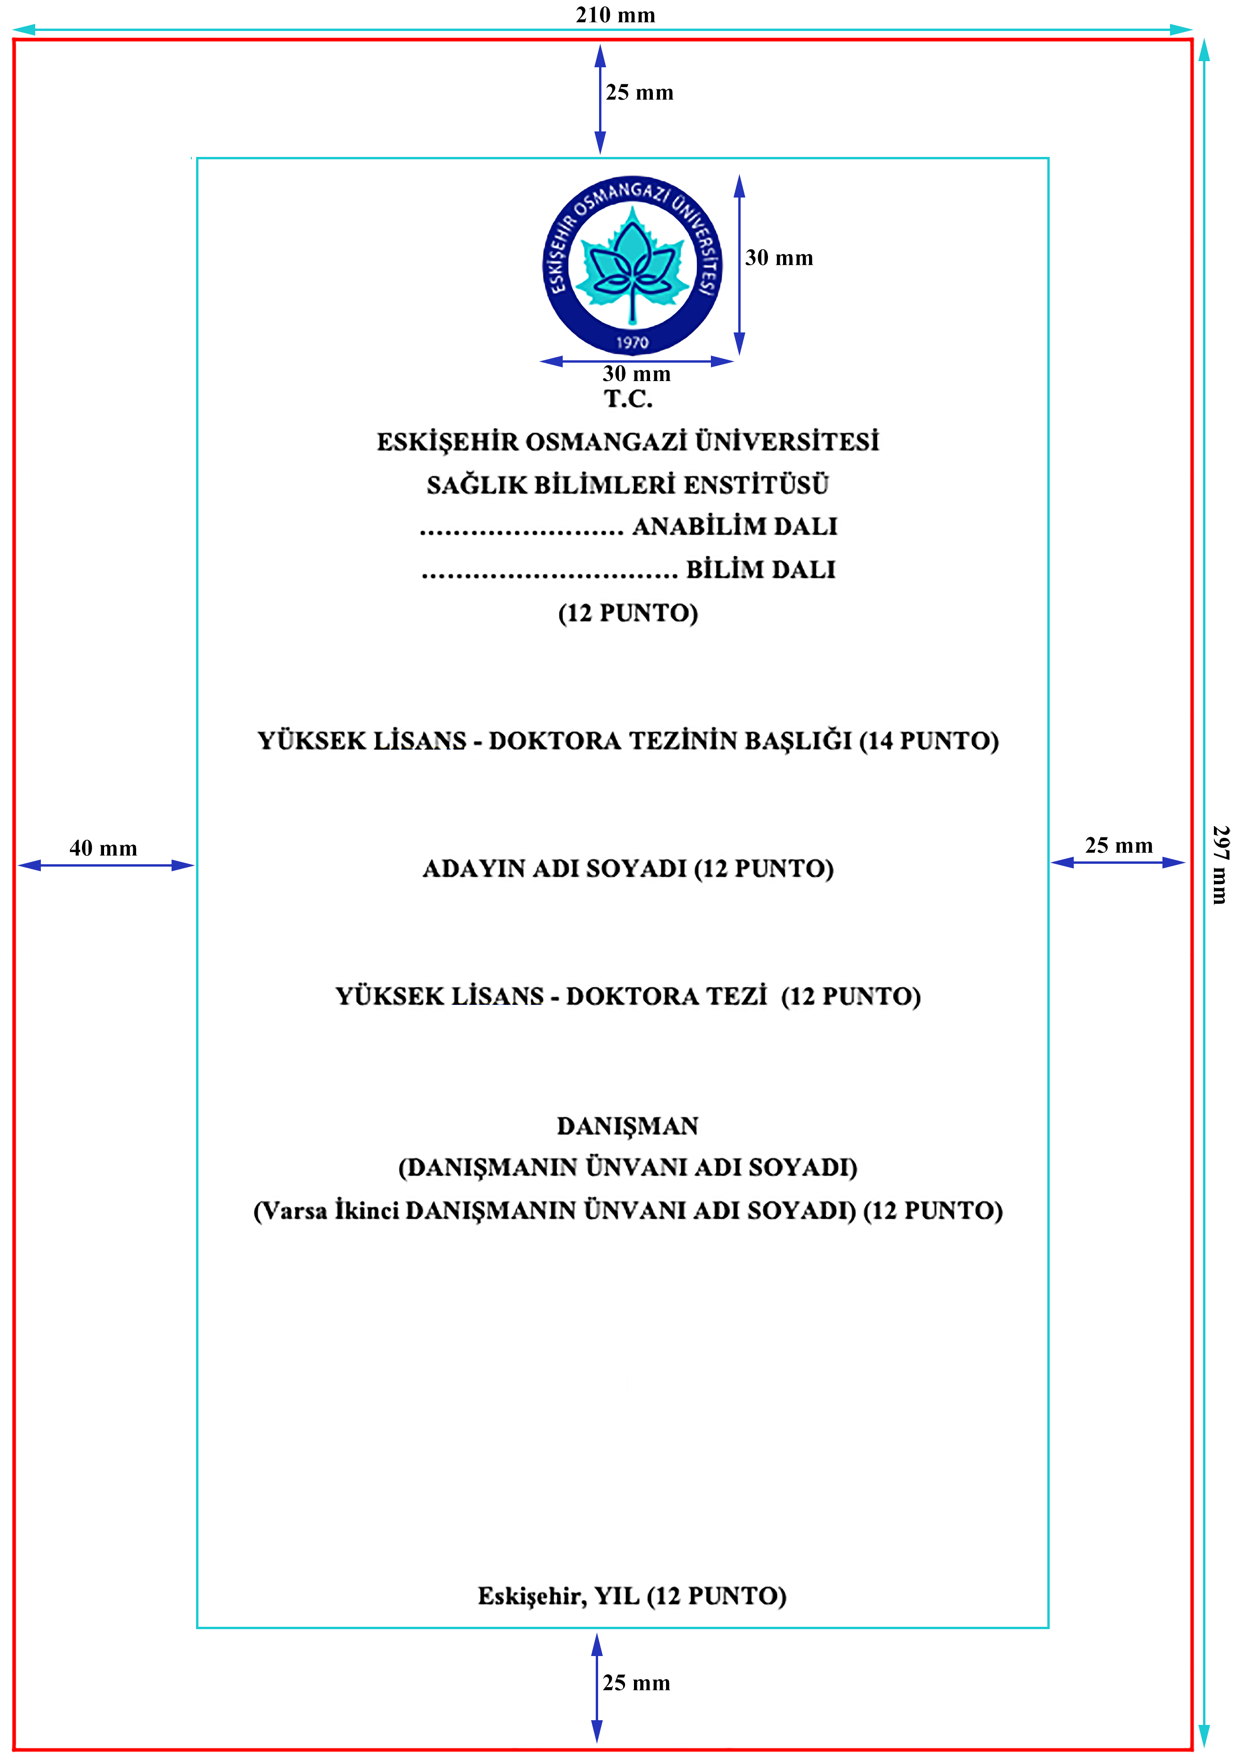 210 mm
25 mm
ESKİŞEHİR OSMANGAZİ ÜNİVERSİTESİ
1970
30 mm
30 mm
T.C.
ESKİŞEHİR OSMANGAZİ ÜNİVERSİTESİ
SAĞLIK BİLİMLERİ ENSTİTÜSÜ
........................ ANABİLİM DALI
.............................. BİLİM DALI
(12 PUNTO)
YÜKSEK LİSANS - DOKTORA TEZİNİN BAŞLIĞI (14 PUNTO)
40 mm
25 mm
297 mm
ADAYIN ADI SOYADI (12 PUNTO)
YÜKSEK LİSANS - DOKTORA TEZİ  (12 PUNTO)
DANIŞMAN
(DANIŞMANIN ÜNVANI ADI SOYADI)
(Varsa İkinci DANIŞMANIN ÜNVANI ADI SOYADI) (12 PUNTO)
Eskişehir, YIL (12 PUNTO)
25 mm